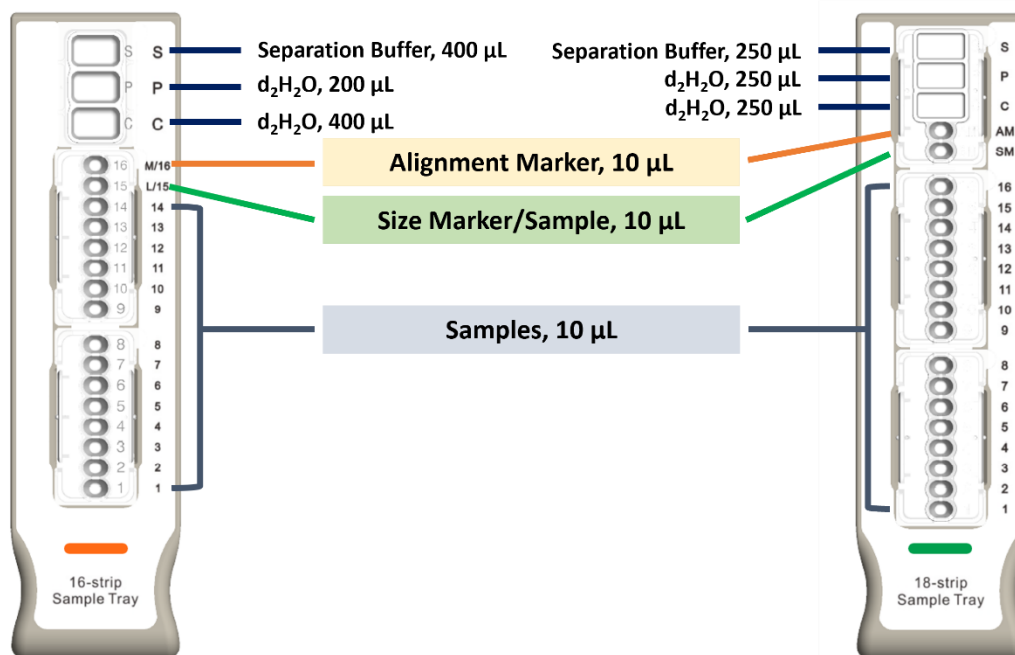 S S
Separation Buffer, 400 µL
P P
d₂H₂O, 200 µL
C C
d₂H₂O, 400 µL
Separation Buffer, 250 µL
S
d₂H₂O, 250 µL
P
d₂H₂O, 250 µL
C
AM
SM
16 M/16
15 L/15
14 14
13 13
12 12
11 11
10 10
9 9
8 8
7 7
6 6
5 5
4 4
3 3
2 2
1 1
Alignment Marker, 10 µL
Size Marker/Sample, 10 µL
Samples, 10 µL
16
15
14
13
12
11
10
9
8
7
6
5
4
3
2
1
16-strip
Sample Tray
18-strip
Sample Tray